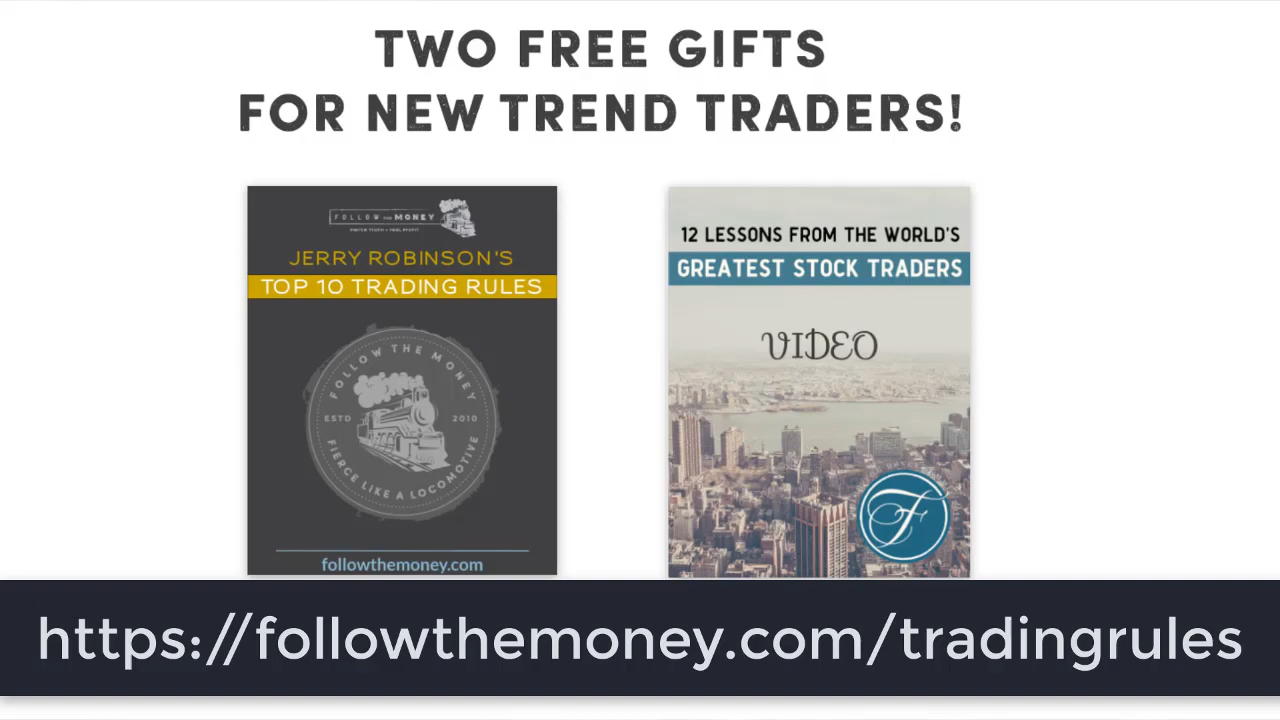 TWO FREE GIFTS
FOR NEW TREND TRADERS!
FOLLOW THE MONEY
JERRY ROBINSON'S
TOP 10 TRADING RULES
FOLLOW THE MONEY
ESTD 2010
FIERCE LIKE A LOCOMOTIVE
followthemoney.com
12 LESSONS FROM THE WORLD'S
GREATEST STOCK TRADERS
VIDEO
F
https://followthemoney.com/tradingrules